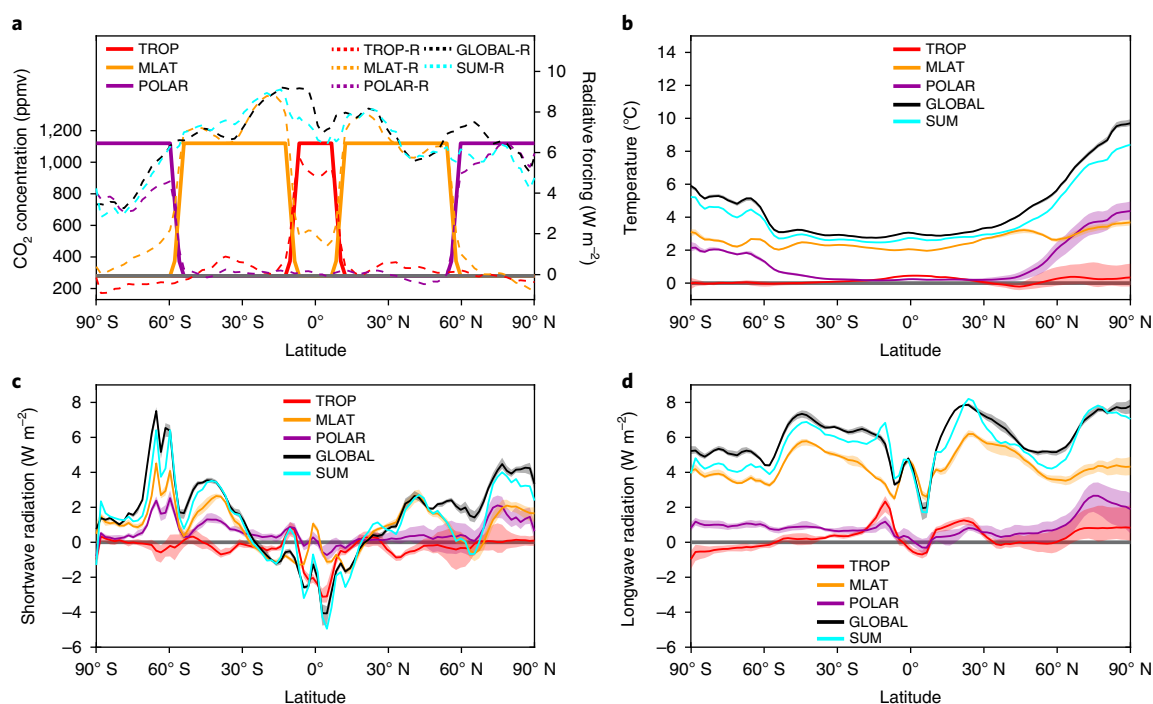 a
TROP
MLAT
POLAR
TROP-R
MLAT-R
POLAR-R
GLOBAL-R
SUM-R
CO2 concentration (ppmv)
1,200
1,000
800
600
400
200
10
8
6
4
2
0
Radiative forcing (W m−2)
90° S
60° S
30° S
0°
30° N
60° N
90° N
Latitude
b
TROP
MLAT
POLAR
GLOBAL
SUM
Temperature (°C)
14
12
10
8
6
4
2
0
90° S
60° S
30° S
0°
30° N
60° N
90° N
Latitude
c
TROP
MLAT
POLAR
GLOBAL
SUM
Shortwave radiation (W m−2)
8
6
4
2
0
−2
−4
−6
90° S
60° S
30° S
0°
30° N
60° N
90° N
Latitude
d
TROP
MLAT
POLAR
GLOBAL
SUM
Longwave radiation (W m−2)
8
6
4
2
0
−2
−4
−6
90° S
60° S
30° S
0°
30° N
60° N
90° N
Latitude